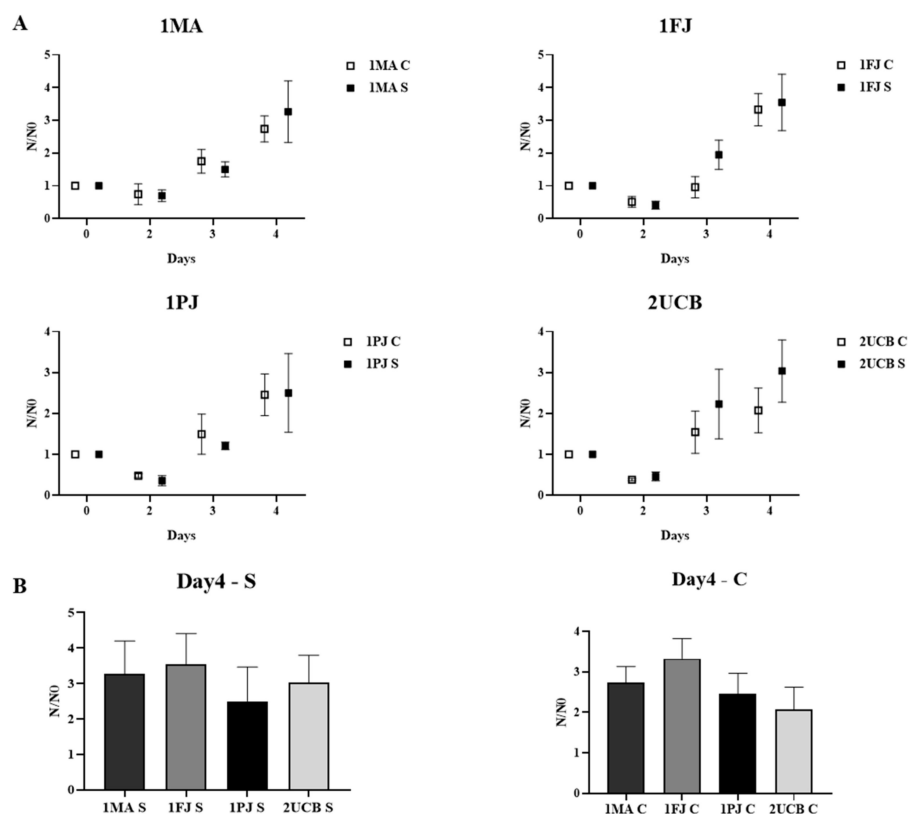 A
1MA
5
4
3
2
1
0
N/N0
0 2 3 4
Days
1MA C
1MA S
1FJ
5
4
3
2
1
0
N/N0
0 2 3 4
Days
1FJ C
1FJ S
1PJ
4
3
2
1
0
N/N0
0 2 3 4
Days
1PJ C
1PJ S
2UCB
4
3
2
1
0
N/N0
0 2 3 4
Days
2UCB C
2UCB S
B
Day4 - S
5
4
3
2
1
0
N/N0
1MA S 1FJ S 1PJ S 2UCB S
Day4 - C
4
3
2
1
0
N/N0
1MA C 1FJ C 1PJ C 2UCB C